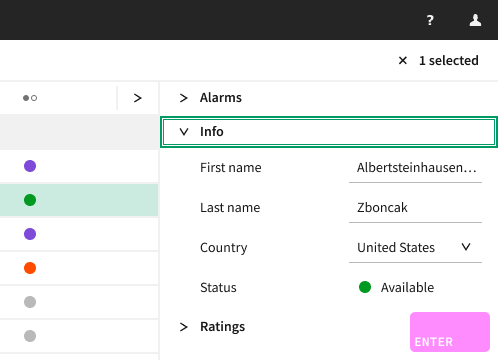 ?
1 selected
Alarms
Info
First name Albertsteinhausen…
Last name Zboncak
Country United States
Status Available
Ratings
ENTER